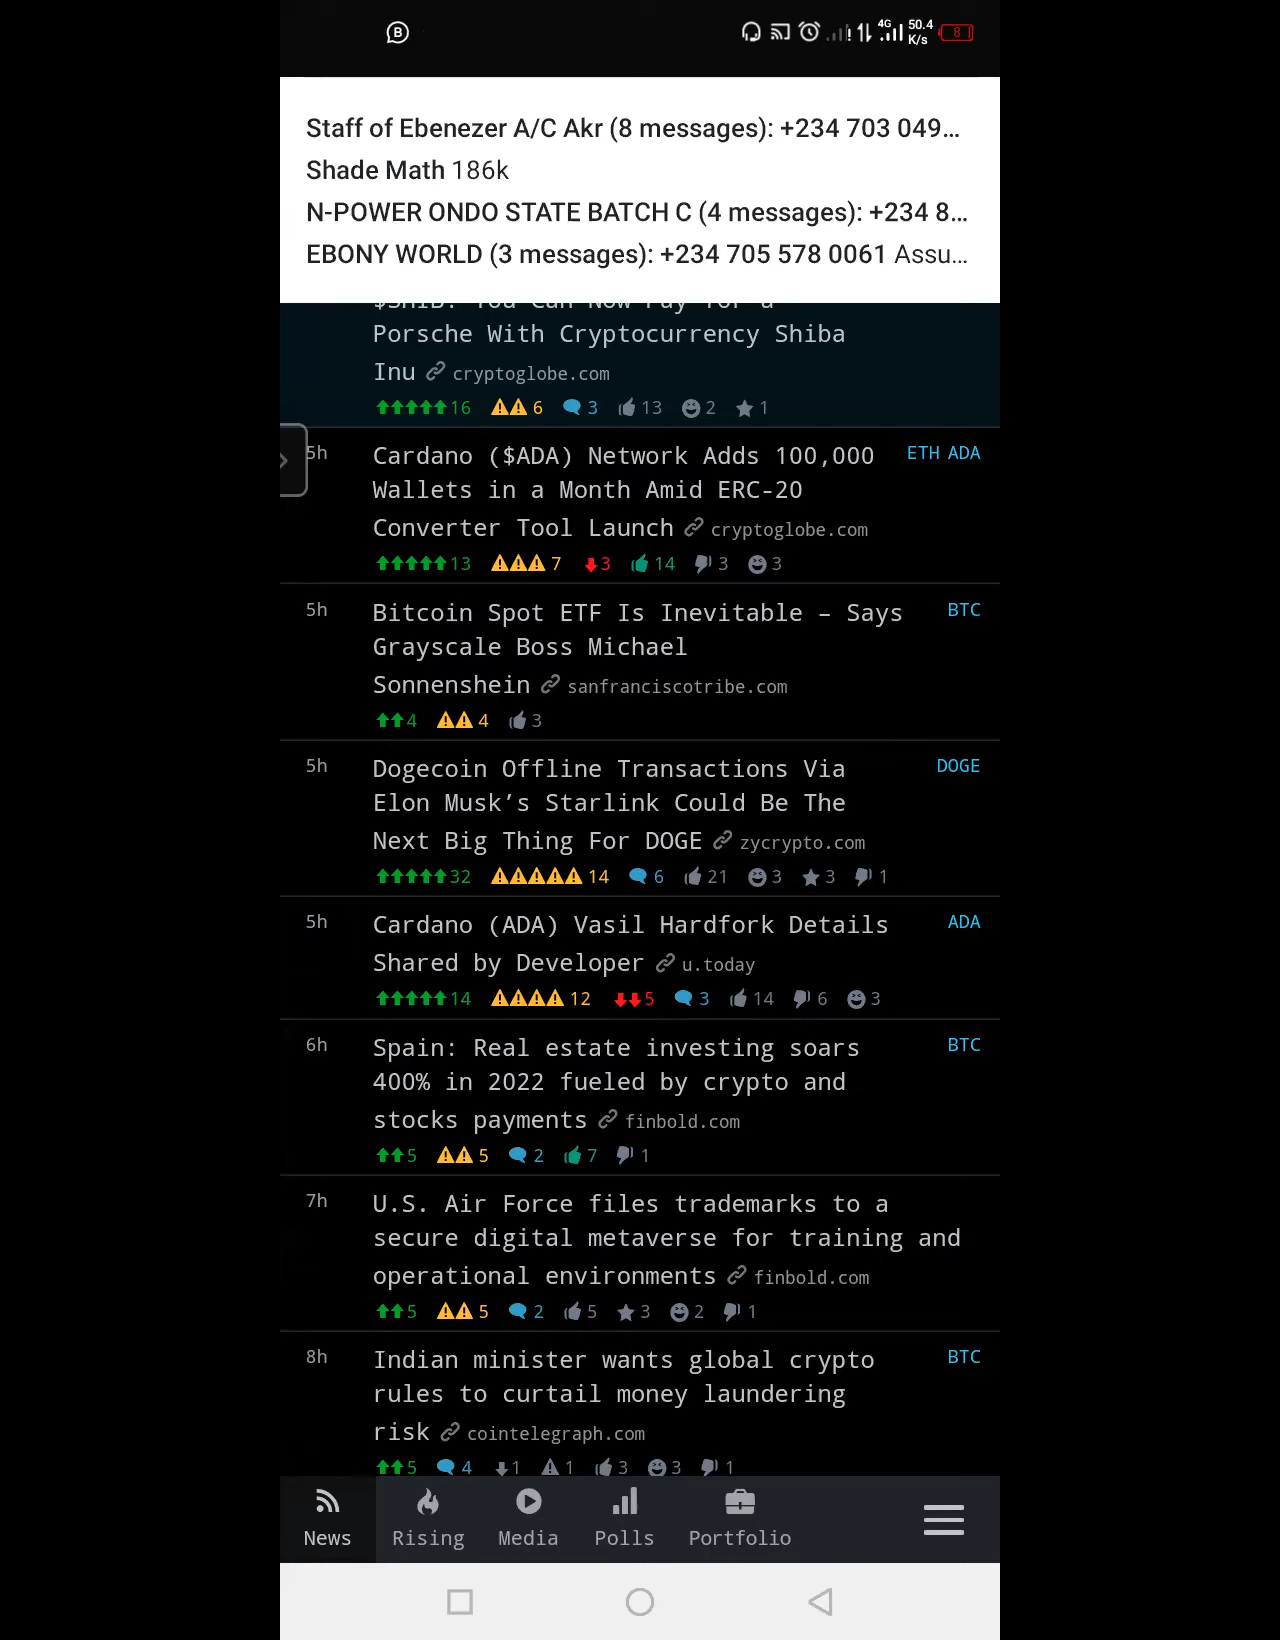 B
4G
50.4
K/s
8
Staff of Ebenezer A/C Akr (8 messages): +234 703 049...
Shade Math 186k
N-POWER ONDO STATE BATCH C (4 messages): +234 8...
EBONY WORLD (3 messages): +234 705 578 0061 Assu...
$SHIB: You Can Now Pay for a
Porsche With Cryptocurrency Shiba
Inu cryptoglobe.com
16 6 3 13 2 1
5h Cardano ($ADA) Network Adds 100,000 ETH ADA
Wallets in a Month Amid ERC-20
Converter Tool Launch cryptoglobe.com
13 7 3 14 3 3
5h Bitcoin Spot ETF Is Inevitable – Says BTC
Grayscale Boss Michael
Sonnenshein sanfranciscotribe.com
4 4 3
5h Dogecoin Offline Transactions Via DOGE
Elon Musk’s Starlink Could Be The
Next Big Thing For DOGE zycrypto.com
32 14 6 21 3 3 1
5h Cardano (ADA) Vasil Hardfork Details ADA
Shared by Developer u.today
14 12 5 3 14 6 3
6h Spain: Real estate investing soars BTC
400% in 2022 fueled by crypto and
stocks payments finbold.com
5 5 2 7 1
7h U.S. Air Force files trademarks to a
secure digital metaverse for training and
operational environments finbold.com
5 5 2 5 3 2 1
8h Indian minister wants global crypto BTC
rules to curtail money laundering
risk cointelegraph.com
5 4 1 1 3 3 1
News Rising Media Polls Portfolio